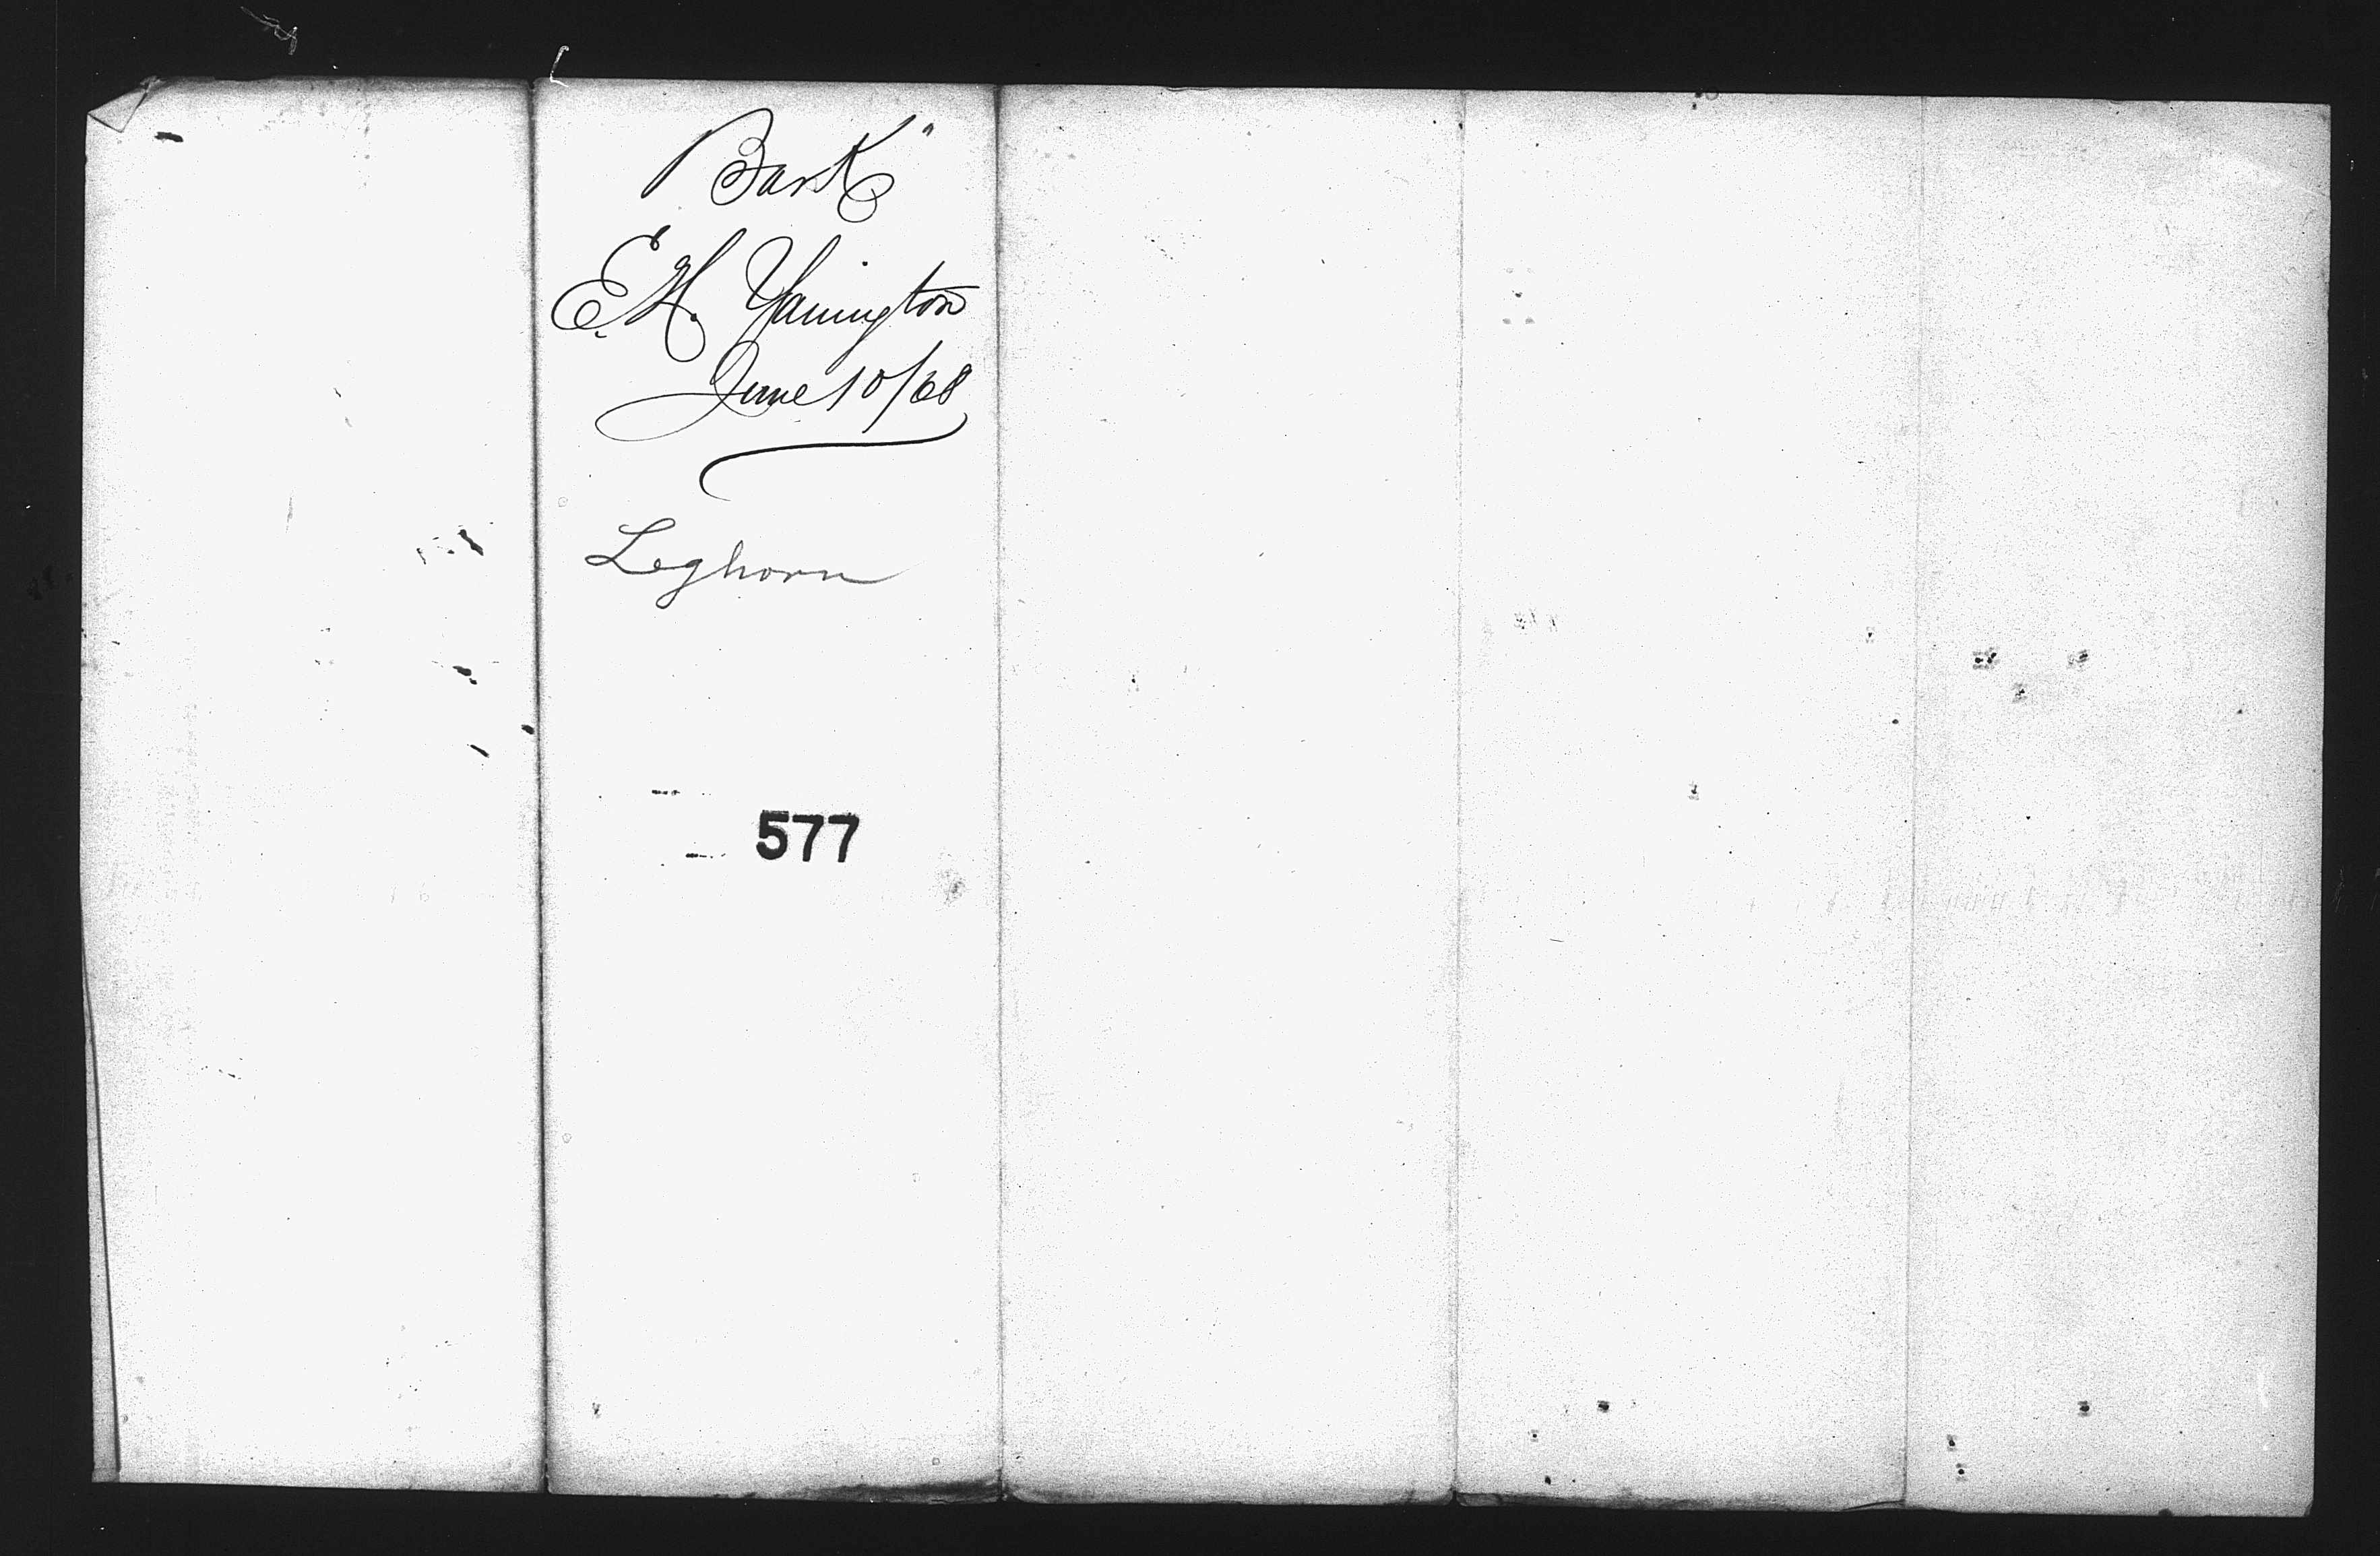 Bark"
E. H. Yarrington
June 10/68
Leghorn
577